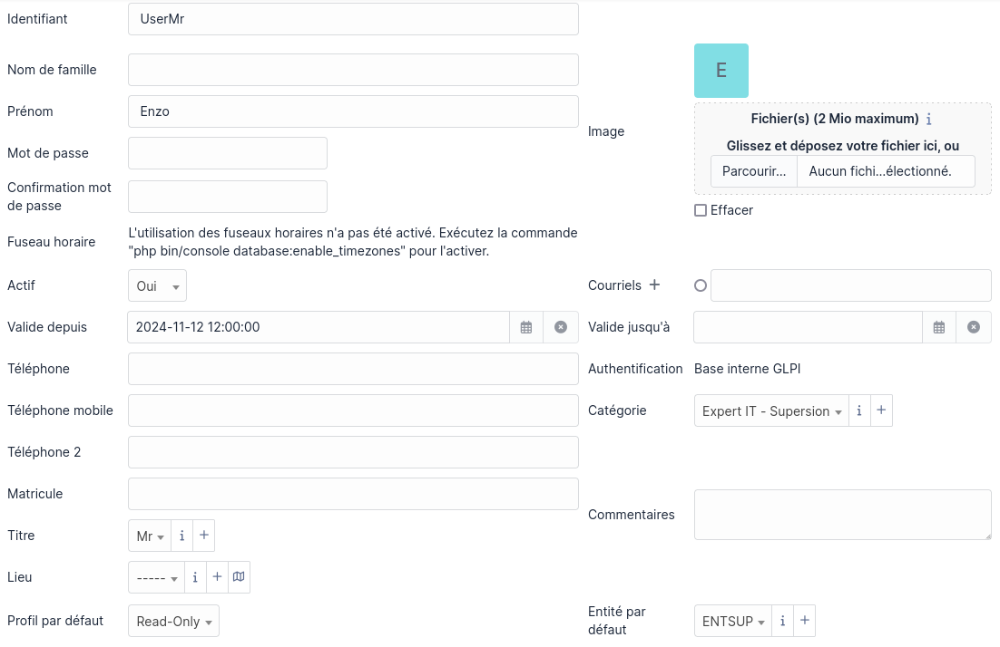 Identifiant UserMr
E
Nom de famille
Prénom Enzo
Image
Fichier(s) (2 Mio maximum)
Glissez et déposez votre fichier ici, ou
Parcourir... Aucun fichi...électionné.
Mot de passe
Confirmation mot
de passe
Effacer
Fuseau horaire
L'utilisation des fuseaux horaires n'a pas été activé. Exécutez la commande
"php bin/console database:enable_timezones" pour l'activer.
Actif Oui
Courriels +
Valide depuis 2024-11-12 12:00:00
Valide jusqu'à
Téléphone
Authentification Base interne GLPI
Téléphone mobile
Catégorie Expert IT - Supersion i +
Téléphone 2
Matricule
Commentaires
Titre Mr i +
Lieu ----- i +
Profil par défaut Read-Only
Entité par
défaut
ENTSUP i +